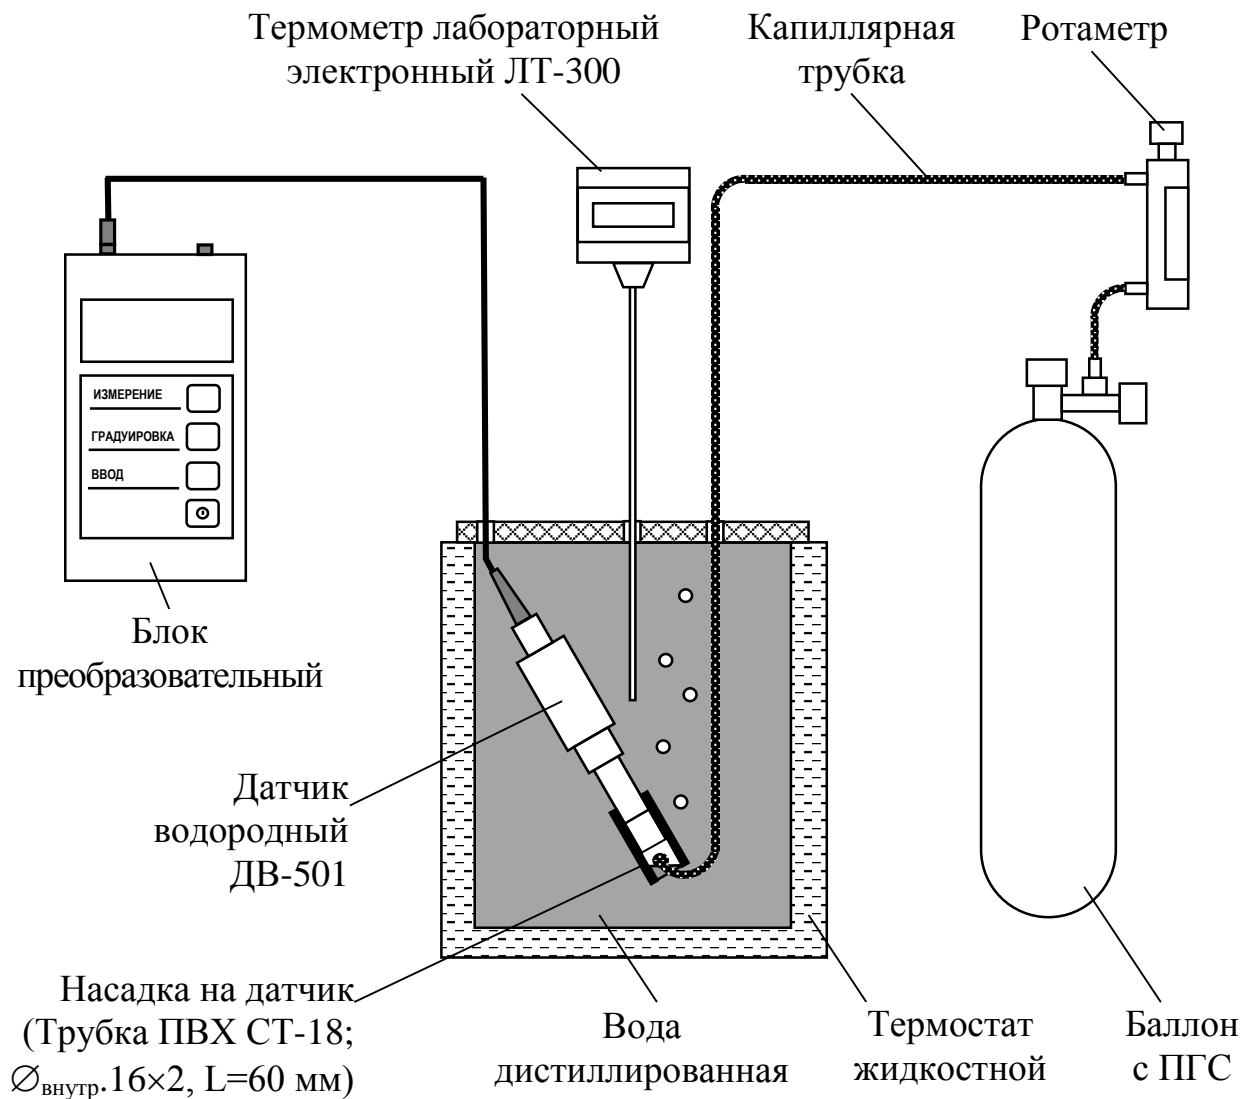 Термометр лабораторный
электронный ЛТ-300
Капиллярная
трубка
Ротаметр
ИЗМЕРЕНИЕ
ГРАДУИРОВКА
ВВОД
Блок
преобразовательный
Датчик
водородный
ДВ-501
Насадка на датчик
(Трубка ПВХ СТ-18;
∅внутр.16×2, L=60 мм)
Вода
дистиллированная
Термостат
жидкостной
Баллон
с ПГС